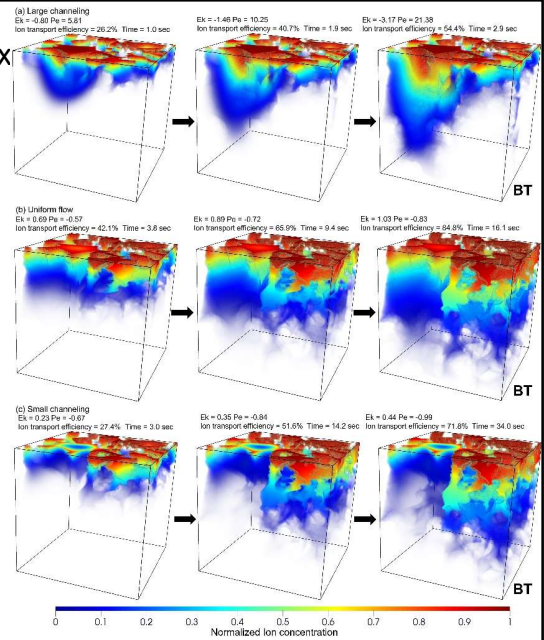 (a) Large channeling
Ek = -0.80 Pe = 5.81
Ion transport efficiency = 26.2% Time = 1.0 sec
Ek = -1.46 Pe = 10.25
Ion transport efficiency = 40.7% Time = 1.9 sec
Ek = -3.17 Pe = 21.38
Ion transport efficiency = 54.4% Time = 2.9 sec
X
BT
(b) Uniform flow
Ek = 0.69 Pe = -0.57
Ion transport efficiency = 42.1% Time = 3.8 sec
Ek = 0.89 Pe = -0.72
Ion transport efficiency = 65.9% Time = 9.4 sec
Ek = 1.03 Pe = -0.83
Ion transport efficiency = 84.8% Time = 16.1 sec
BT
(c) Small channeling
Ek = 0.23 Pe = -0.67
Ion transport efficiency = 27.4% Time = 3.0 sec
Ek = 0.35 Pe = -0.84
Ion transport efficiency = 51.6% Time = 14.2 sec
Ek = 0.44 Pe = -0.99
Ion transport efficiency = 71.8% Time = 34.0 sec
BT
0 0.1 0.2 0.3 0.4 0.5 0.6 0.7 0.8 0.9 1
Normalized Ion concentration